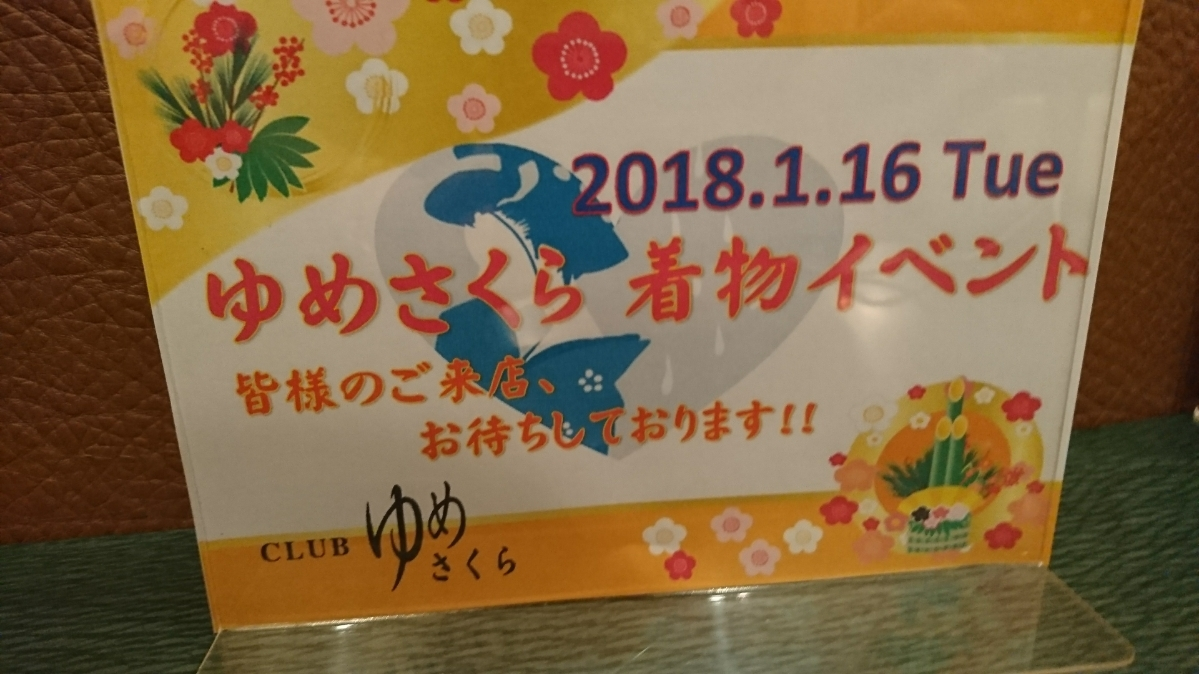 2018.1.16 Tue
ゆめさくら 着物イベント
皆様のご来店、
お待ちしております!!
CLUB ゆめさくら